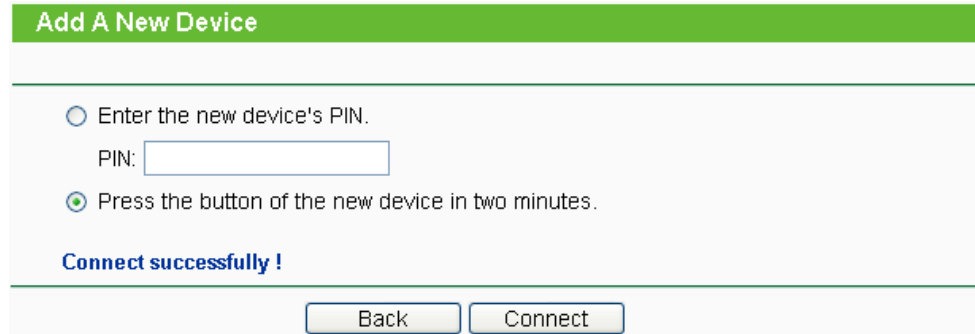 Add A New Device
Enter the new device's PIN.
PIN:
Press the button of the new device in two minutes.
Connect successfully !
Back Connect